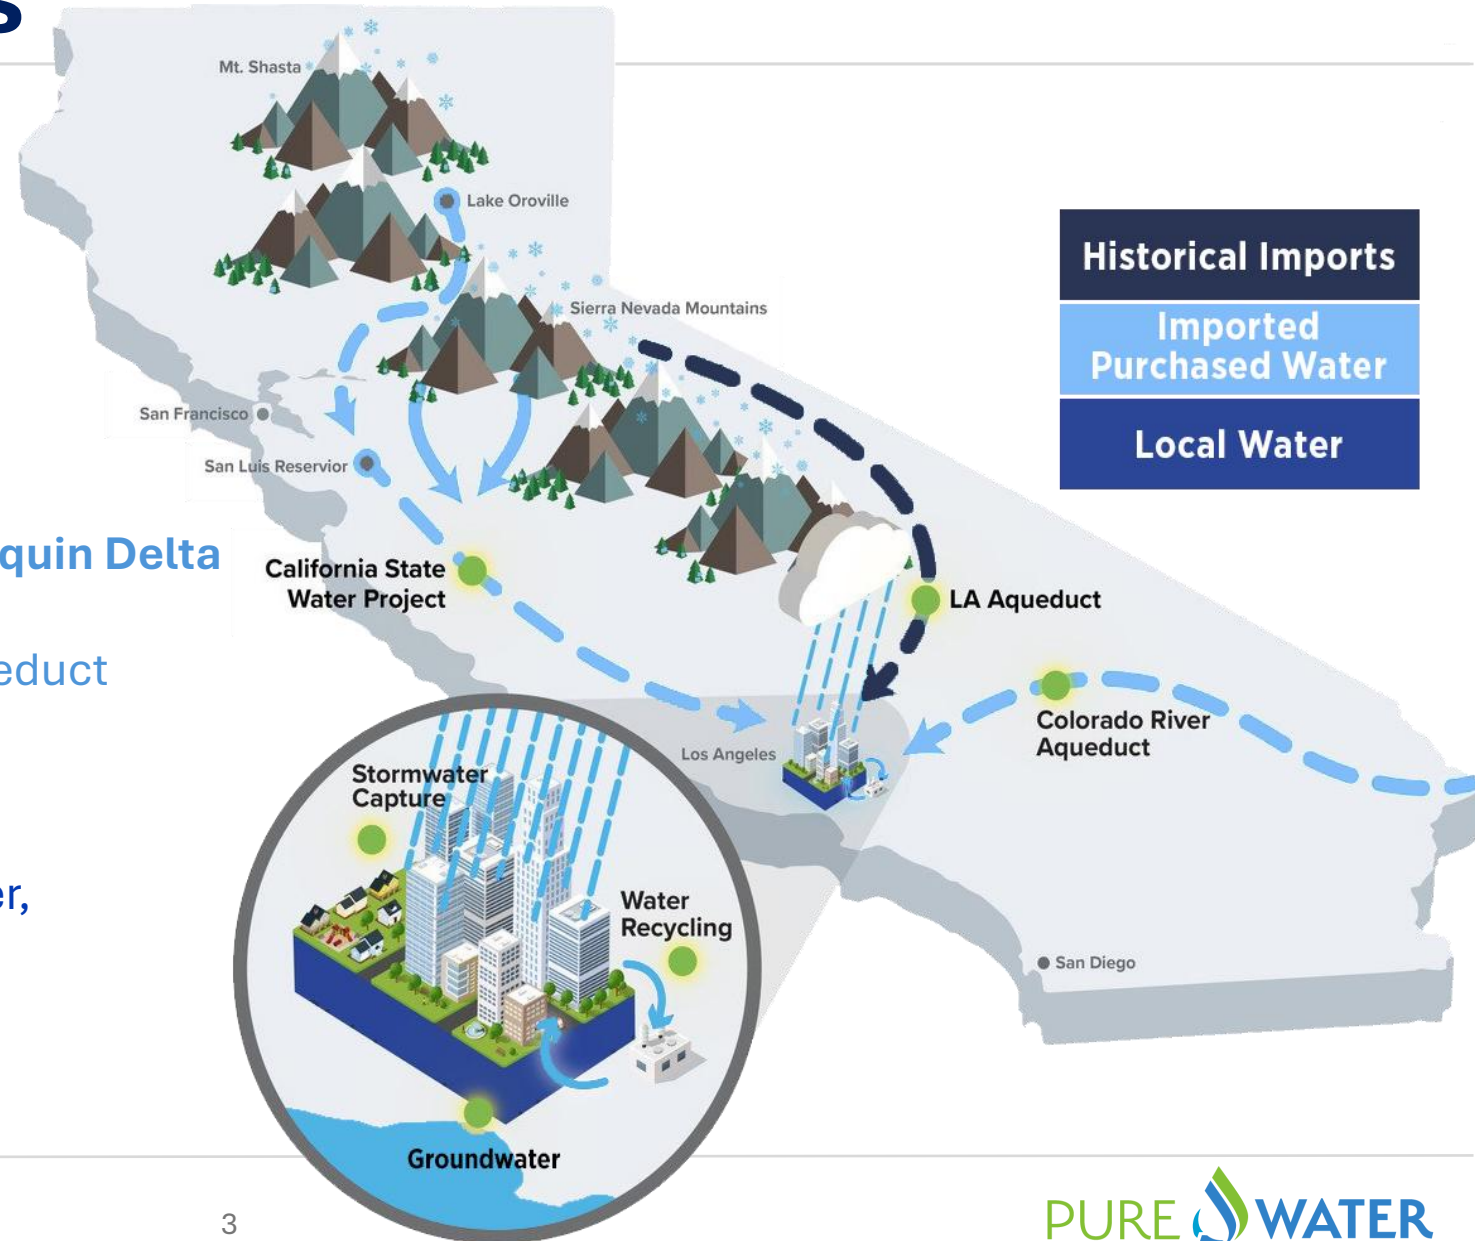 s
Mt. Shasta
Lake Oroville
Sierra Nevada Mountains
Historical Imports
Imported
Purchased Water
Local Water
San Francisco
San Luis Reservior
quin Delta
California State
Water Project
LA Aqueduct
educt
Colorado River
Aqueduct
Los Angeles
Stormwater
Capture
er,
Water
Recycling
San Diego
Groundwater
3
PURE WATER